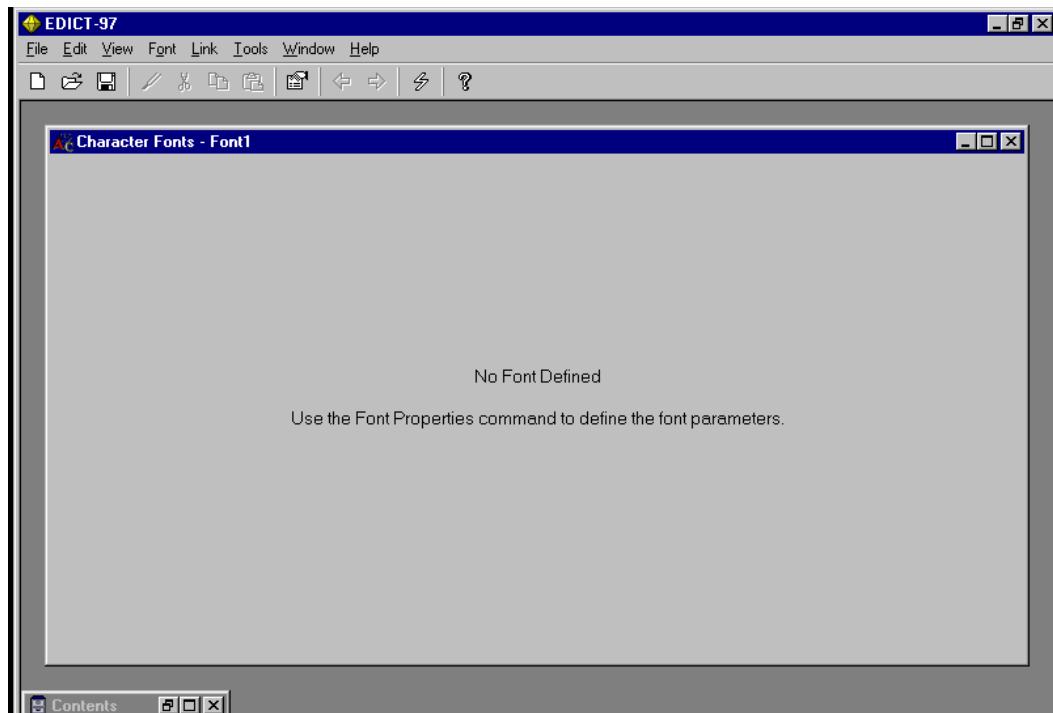 EDICT-97
File Edit View Font Link Tools Window Help
Character Fonts - Font1
No Font Defined
Use the Font Properties command to define the font parameters.
Contents